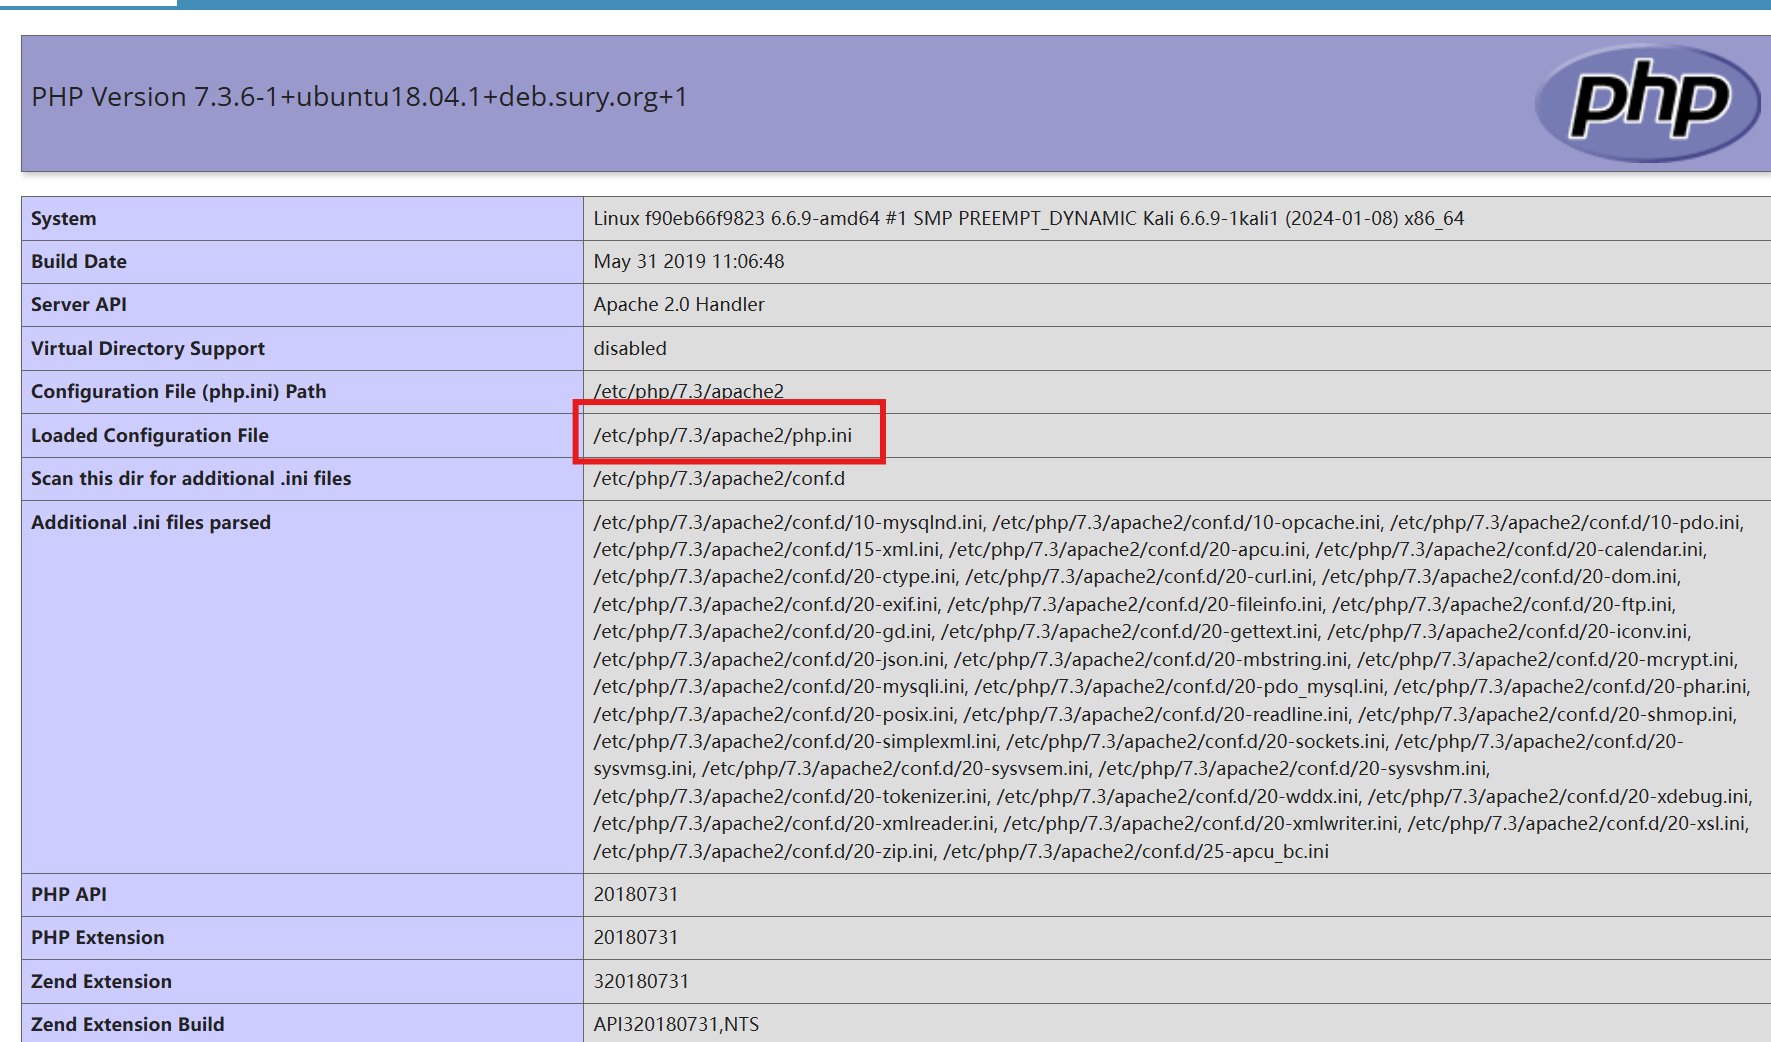 PHP Version 7.3.6-1+ubuntu18.04.1+deb.sury.org+1
php
System Linux f90eb66f9823 6.6.9-amd64 #1 SMP PREEMPT_DYNAMIC Kali 6.6.9-1kali1 (2024-01-08) x86_64
Build Date May 31 2019 11:06:48
Server API Apache 2.0 Handler
Virtual Directory Support disabled
Configuration File (php.ini) Path /etc/php/7.3/apache2
Loaded Configuration File /etc/php/7.3/apache2/php.ini
Scan this dir for additional .ini files /etc/php/7.3/apache2/conf.d
Additional .ini files parsed /etc/php/7.3/apache2/conf.d/10-mysqlnd.ini, /etc/php/7.3/apache2/conf.d/10-opcache.ini, /etc/php/7.3/apache2/conf.d/10-pdo.ini,
/etc/php/7.3/apache2/conf.d/15-xml.ini, /etc/php/7.3/apache2/conf.d/20-apcu.ini, /etc/php/7.3/apache2/conf.d/20-calendar.ini,
/etc/php/7.3/apache2/conf.d/20-ctype.ini, /etc/php/7.3/apache2/conf.d/20-curl.ini, /etc/php/7.3/apache2/conf.d/20-dom.ini,
/etc/php/7.3/apache2/conf.d/20-exif.ini, /etc/php/7.3/apache2/conf.d/20-fileinfo.ini, /etc/php/7.3/apache2/conf.d/20-ftp.ini,
/etc/php/7.3/apache2/conf.d/20-gd.ini, /etc/php/7.3/apache2/conf.d/20-gettext.ini, /etc/php/7.3/apache2/conf.d/20-iconv.ini,
/etc/php/7.3/apache2/conf.d/20-json.ini, /etc/php/7.3/apache2/conf.d/20-mbstring.ini, /etc/php/7.3/apache2/conf.d/20-mcrypt.ini,
/etc/php/7.3/apache2/conf.d/20-mysqli.ini, /etc/php/7.3/apache2/conf.d/20-pdo_mysql.ini, /etc/php/7.3/apache2/conf.d/20-phar.ini,
/etc/php/7.3/apache2/conf.d/20-posix.ini, /etc/php/7.3/apache2/conf.d/20-readline.ini, /etc/php/7.3/apache2/conf.d/20-shmop.ini,
/etc/php/7.3/apache2/conf.d/20-simplexml.ini, /etc/php/7.3/apache2/conf.d/20-sockets.ini, /etc/php/7.3/apache2/conf.d/20-
sysvmsg.ini, /etc/php/7.3/apache2/conf.d/20-sysvsem.ini, /etc/php/7.3/apache2/conf.d/20-sysvshm.ini,
/etc/php/7.3/apache2/conf.d/20-tokenizer.ini, /etc/php/7.3/apache2/conf.d/20-wddx.ini, /etc/php/7.3/apache2/conf.d/20-xdebug.ini,
/etc/php/7.3/apache2/conf.d/20-xmlreader.ini, /etc/php/7.3/apache2/conf.d/20-xmlwriter.ini, /etc/php/7.3/apache2/conf.d/20-xsl.ini,
/etc/php/7.3/apache2/conf.d/20-zip.ini, /etc/php/7.3/apache2/conf.d/25-apcu_bc.ini
PHP API 20180731
PHP Extension 20180731
Zend Extension 320180731
Zend Extension Build API320180731,NTS